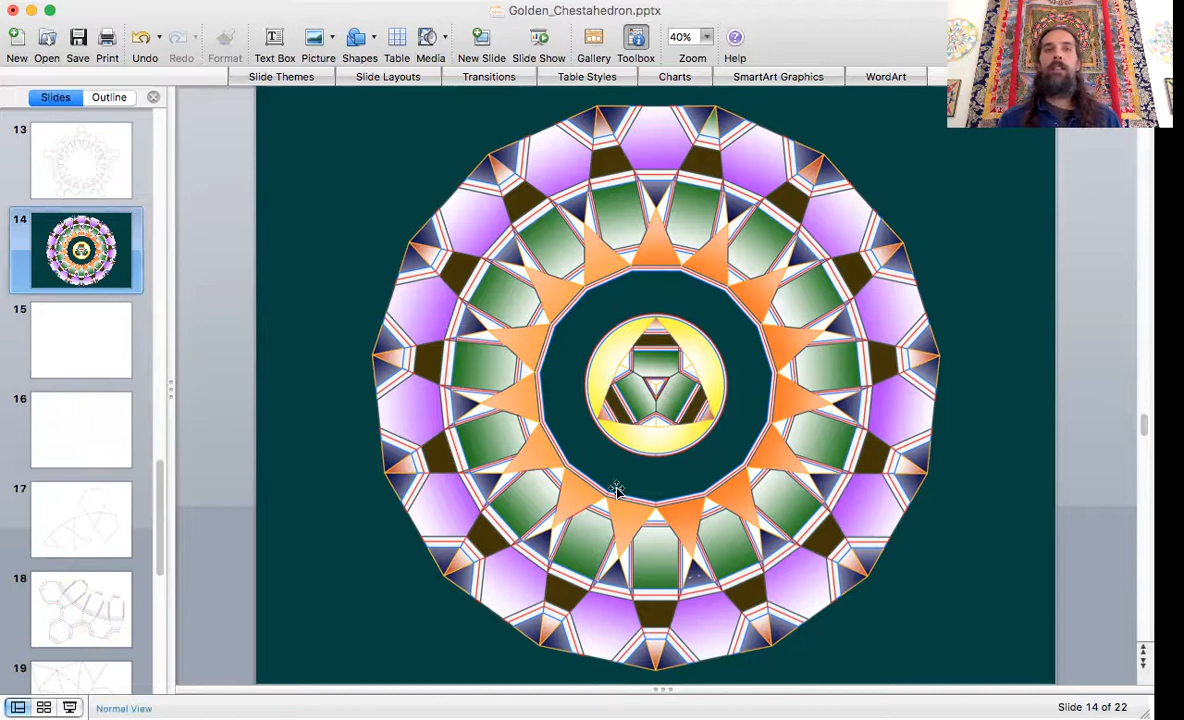 Golden_Chestahedron.pptx
New Open Save Print Undo Redo Format Text Box Picture Shapes Table Media New Slide Slide Show Gallery Toolbox Zoom Help
40%
Slide Themes Slide Layouts Transitions Table Styles Charts SmartArt Graphics WordArt
Slides Outline
13
14
15
16
17
18
19
Normal View Slide 14 of 22